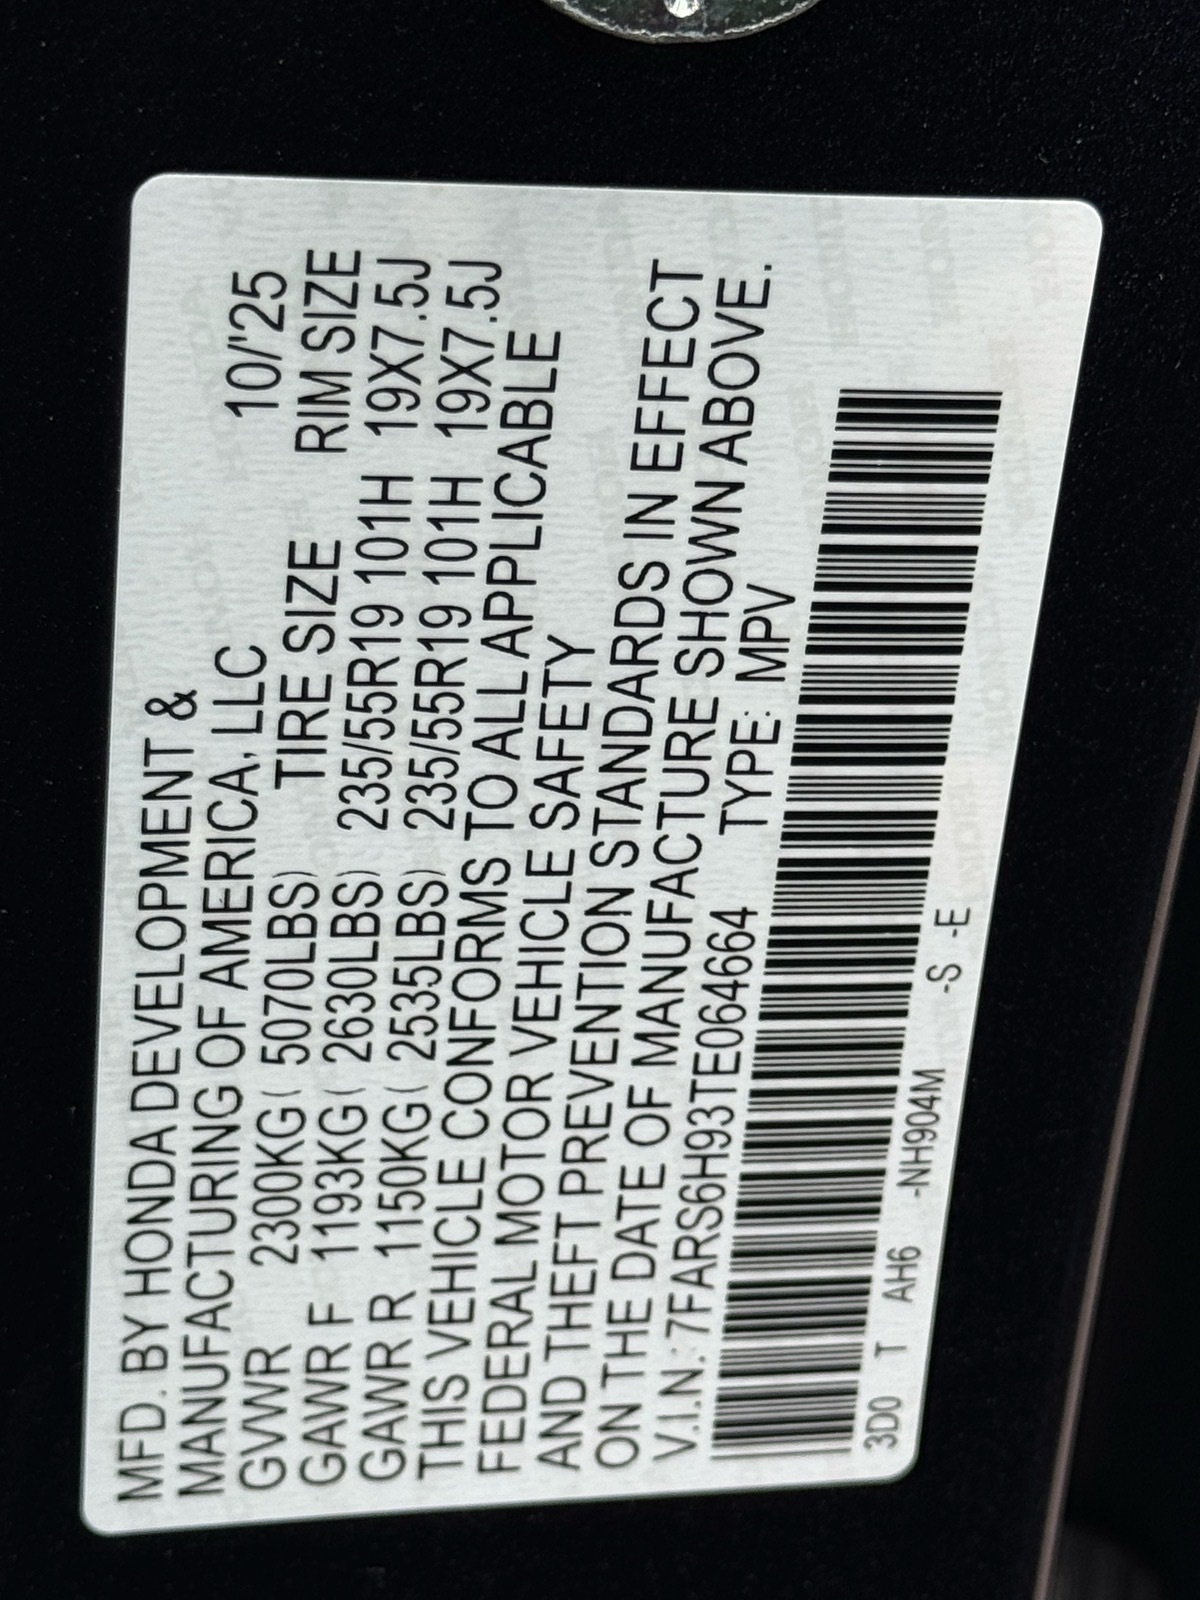 MFD. BY HONDA DEVELOPMENT &
MANUFACTURING OF AMERICA, LLC 10/'25
GVWR 2300KG ( 5070LBS) TIRE SIZE RIM SIZE
GAWR F 1193KG ( 2630LBS) 235/55R19 101H 19X7.5J
GAWR R 1150KG ( 2535LBS) 235/55R19 101H 19X7.5J
THIS VEHICLE CONFORMS TO ALL APPLICABLE
FEDERAL MOTOR VEHICLE SAFETY
AND THEFT PREVENTION STANDARDS IN EFFECT
ON THE DATE OF MANUFACTURE SHOWN ABOVE.
V.I.N.: 7FARS6H93TE064664 TYPE: MPV
3D0 T AH6 -NH904M -S -E